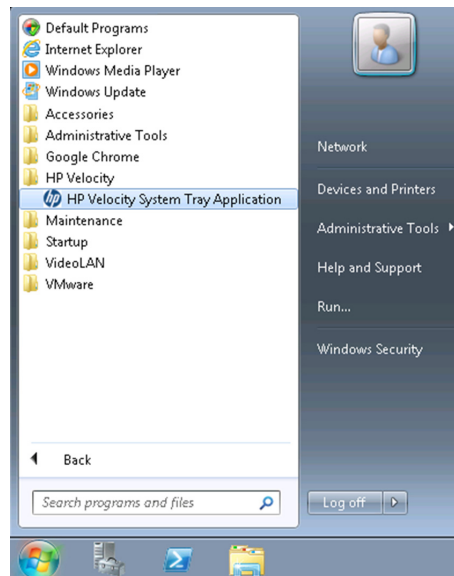 Default Programs
Internet Explorer
Windows Media Player
Windows Update
Accessories
Administrative Tools
Google Chrome
HP Velocity
hp HP Velocity System Tray Application
Maintenance
Startup
VideoLAN
VMware
Back
Search programs and files
Network
Devices and Printers
Administrative Tools
Help and Support
Run...
Windows Security
Log off